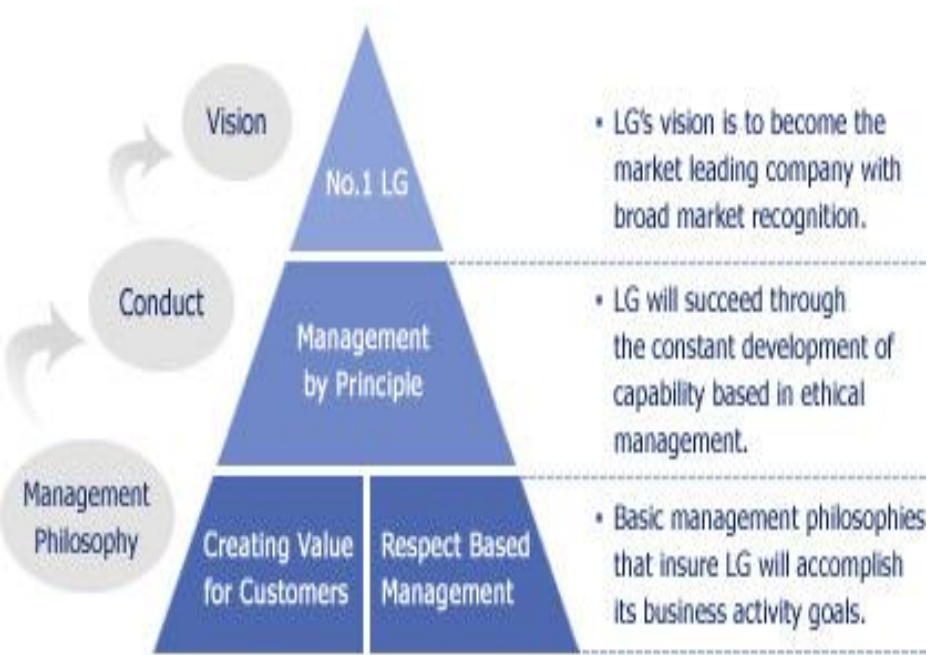 Vision
No.1 LG
• LG's vision is to become the
market leading company with
broad market recognition.
Conduct
Management
by Principle
• LG will succeed through
the constant development of
capability based in ethical
management.
Management
Philosophy
Creating Value
for Customers
Respect Based
Management
• Basic management philosophies
that insure LG will accomplish
its business activity goals.